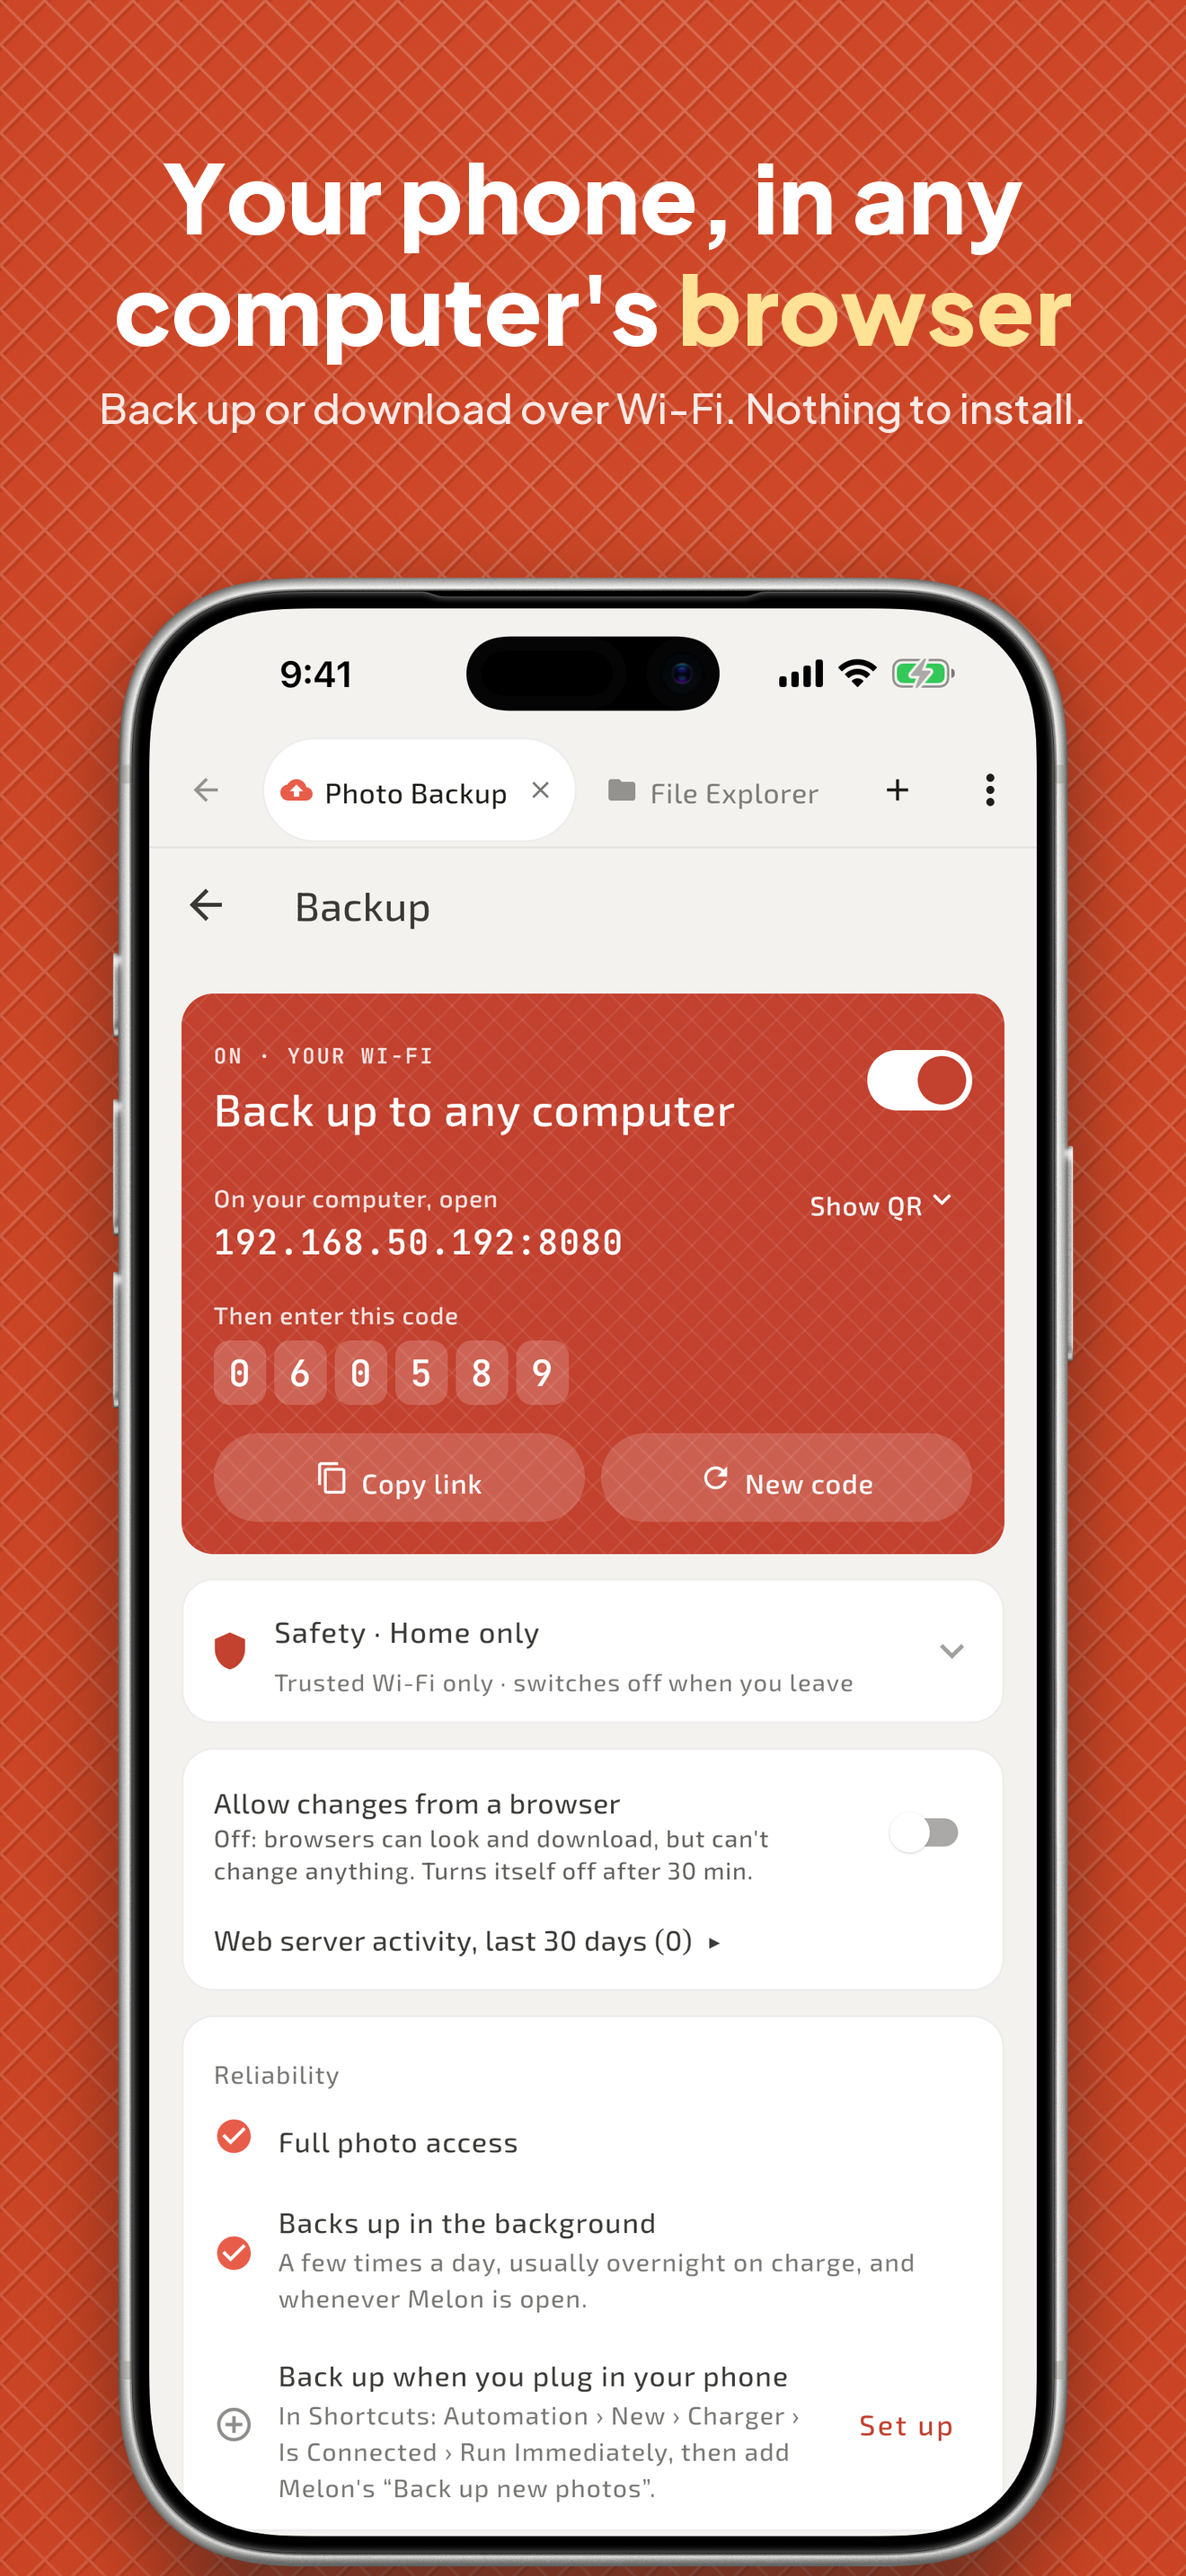 Your phone, in any
computer's browser
Back up or download over Wi-Fi. Nothing to install.
9:41
Photo Backup
File Explorer
Backup
ON · YOUR WI-FI
Back up to any computer
On your computer, open
Show QR
192.168.50.192:8080
Then enter this code
0 6 0 5 8 9
Copy link
New code
Safety · Home only
Trusted Wi-Fi only · switches off when you leave
Allow changes from a browser
Off: browsers can look and download, but can't
change anything. Turns itself off after 30 min.
Web server activity, last 30 days (0) ▸
Reliability
Full photo access
Backs up in the background
A few times a day, usually overnight on charge, and
whenever Melon is open.
Back up when you plug in your phone
In Shortcuts: Automation › New › Charger ›
Is Connected › Run Immediately, then add
Melon's “Back up new photos”.
Set up